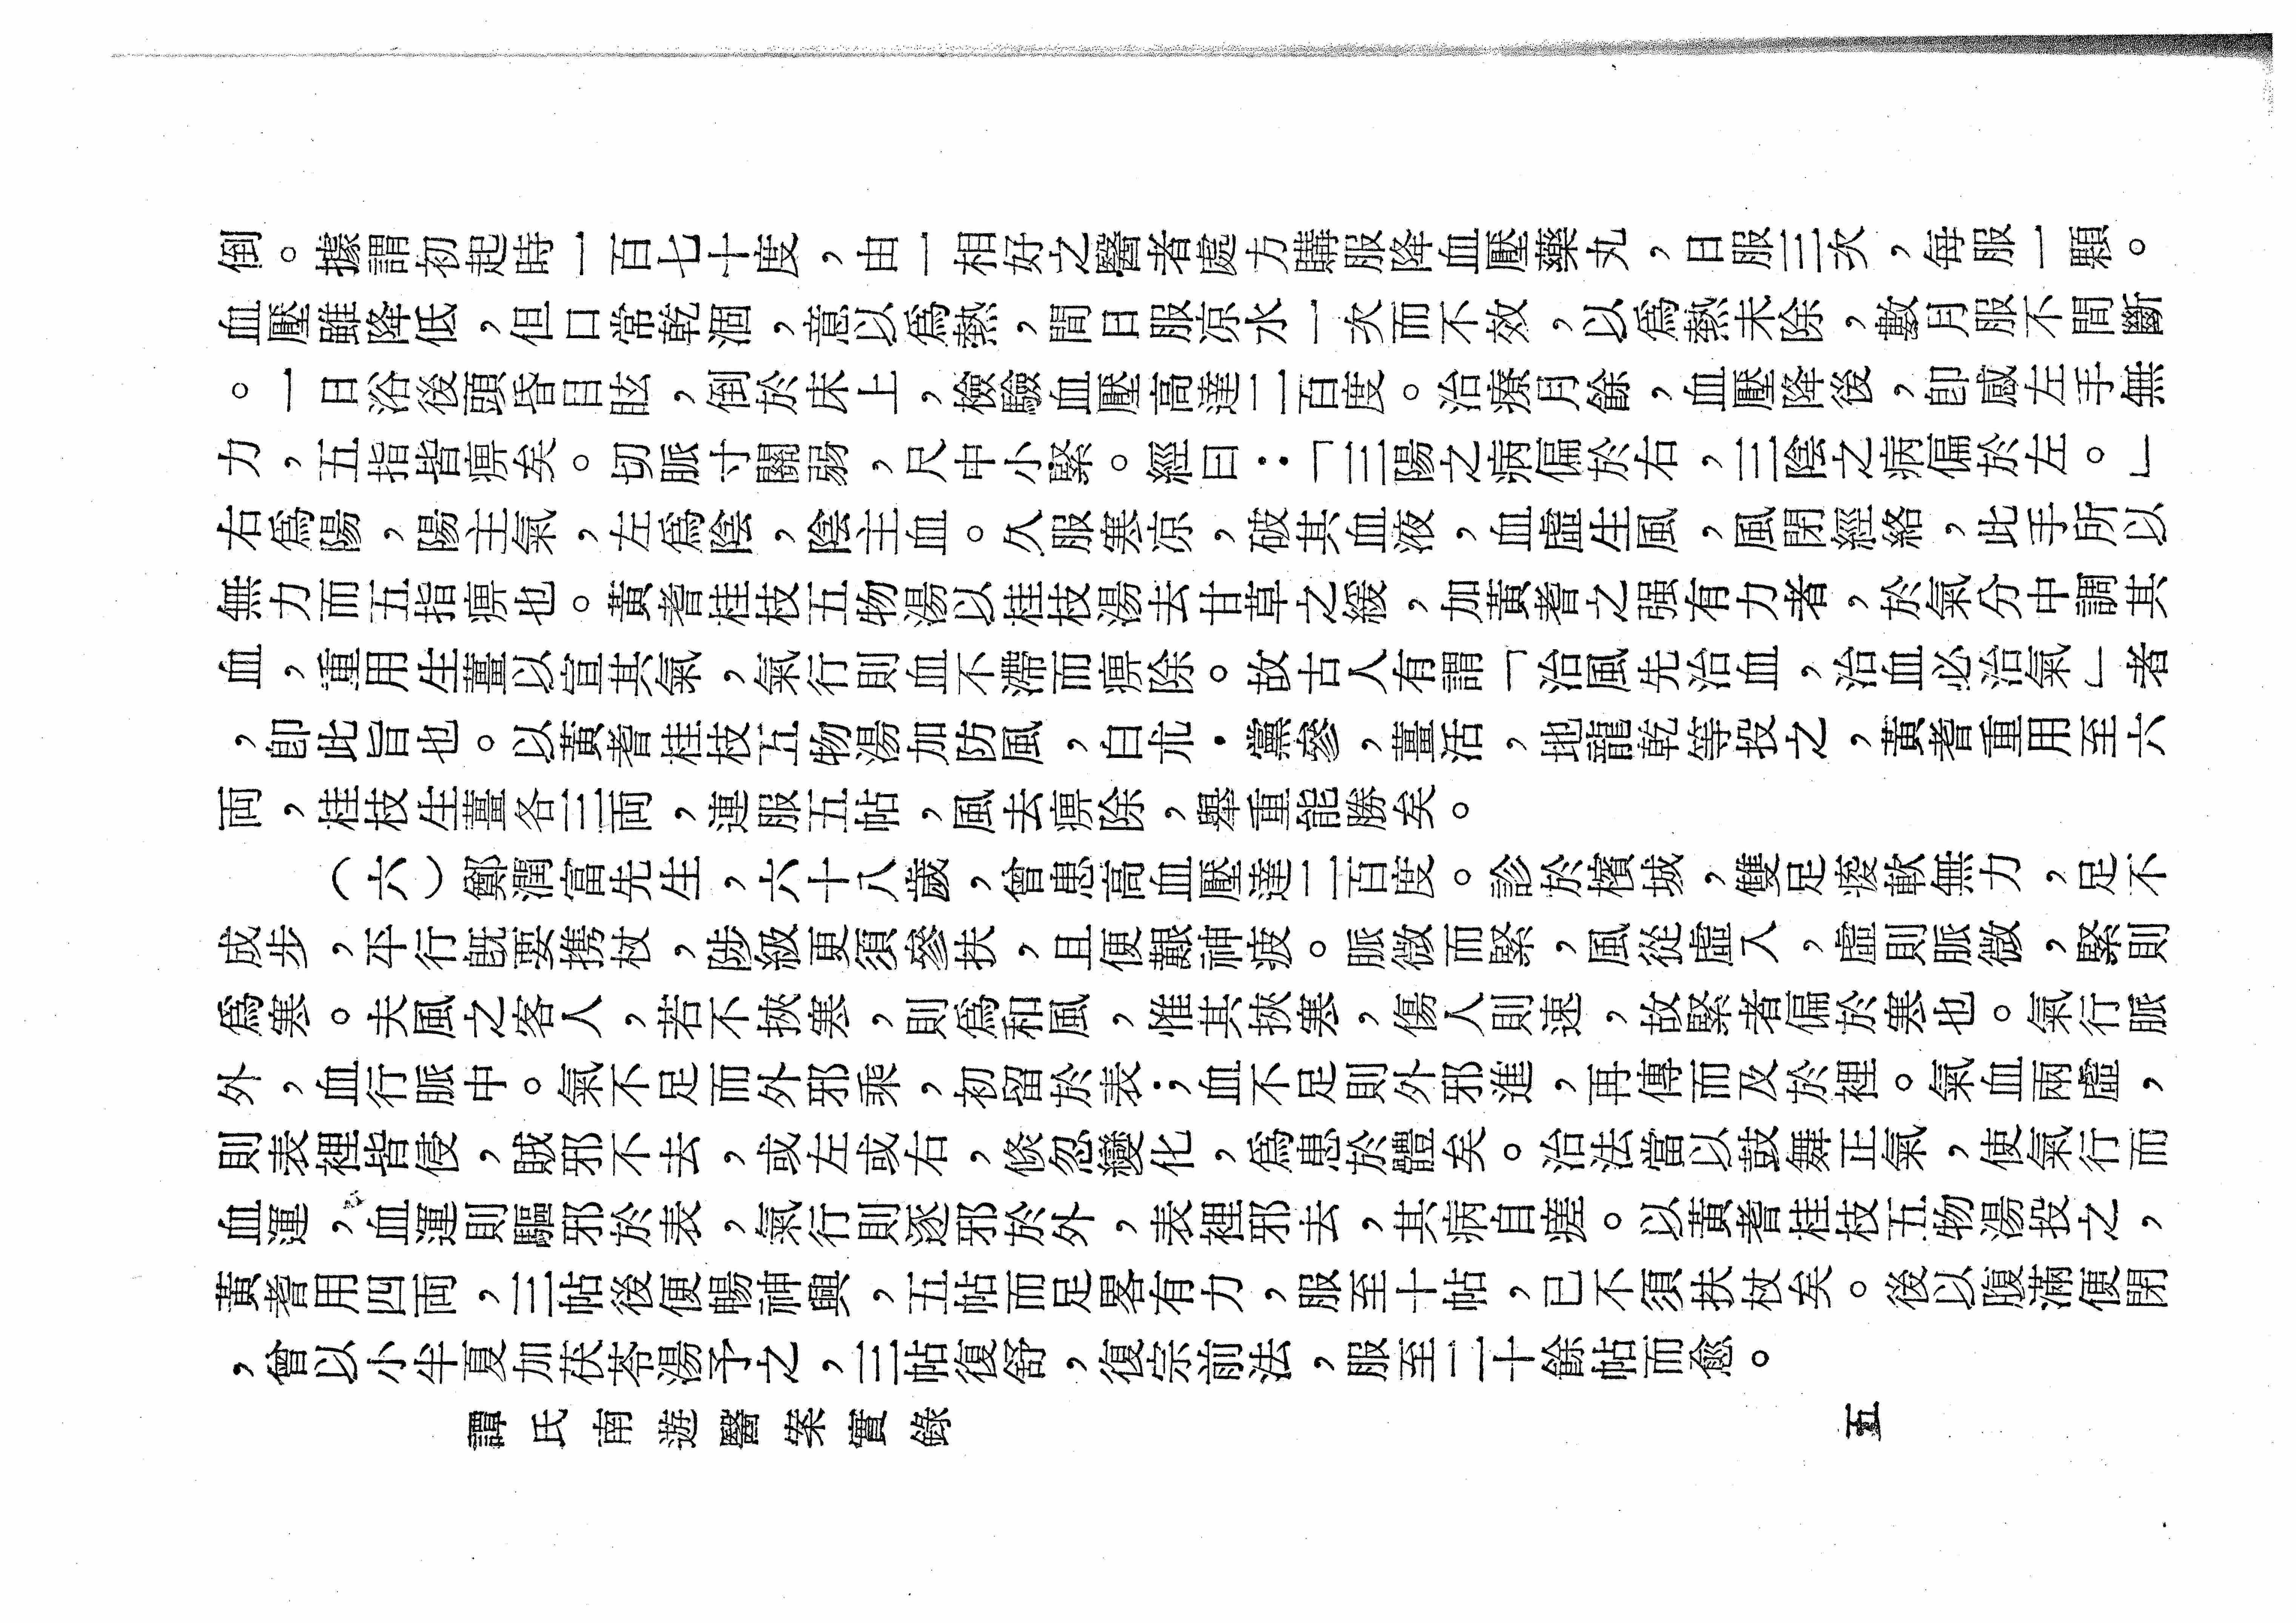 倒。據謂初起時一百七十度，由一相好之醫者處方購服降血壓藥丸，日服三次，每服一顆。
血壓雖降低，但口常乾涸，意以爲熱，間日服凉水一次而不效，以爲熱未除，數月服不間斷
。一日浴後頭昏目眩，倒於床上，檢驗血壓高達二百度。治療月餘，血壓降後，卽感左手無
力，五指皆痹矣。切脈寸關弱，尺中小緊。經曰：「三陽之病偏於右，三陰之病偏於左。」
右爲陽，陽主氣，左爲陰，陰主血。久服寒凉，破其血液，血虛生風，風閉經絡，此手所以
無力而五指痹也。黃耆桂枝五物湯以桂枝湯去甘草之緩，加黃耆之强有力者，於氣分中調其
血，重用生薑以宣其氣，氣行則血不滯而痹除。故古人有謂「治風先治血，治血必治氣」者
，卽此旨也。以黃耆桂枝五物湯加防風，白朮．黨參，薑活，地龍乾等投之，黃耆重用至六
両，桂枝生薑各三両，連服五帖，風去痹除，舉重能勝矣。
（六）鄭潤富先生，六十八歲，曾患高血壓達二百度。診於檳城，雙足痠軟無力，足不
成步，平行旣要携杖，陟級更須參扶，且便艱神疲。脈微而緊，風從虛入，虛則脈微，緊則
爲寒。夫風之客人，若不挾寒，則爲和風，惟其挾寒，傷人則速，故緊者偏於寒也。氣行脈
外，血行脈中。氣不足而外邪乘，初留於表；血不足則外邪進，再傳而及於裡。氣血兩虛，
則表裡皆侵，賊邪不去，或左或右，倐忽變化，爲患於體矣。治法當以鼓舞正氣，使氣行而
血運，血運則驅邪於表，氣行則逐邪於外，表裡邪去，其病自瘥。以黃耆桂枝五物湯投之，
黃耆用四両，三帖後便暢神興，五帖而足畧有力，服至十帖，已不須扶杖矣。後以腹滿便閉
，曾以小半夏加茯苓湯予之，三帖復舒，復宗前法，服至二十餘帖而愈。
譚氏南遊醫案實錄
五